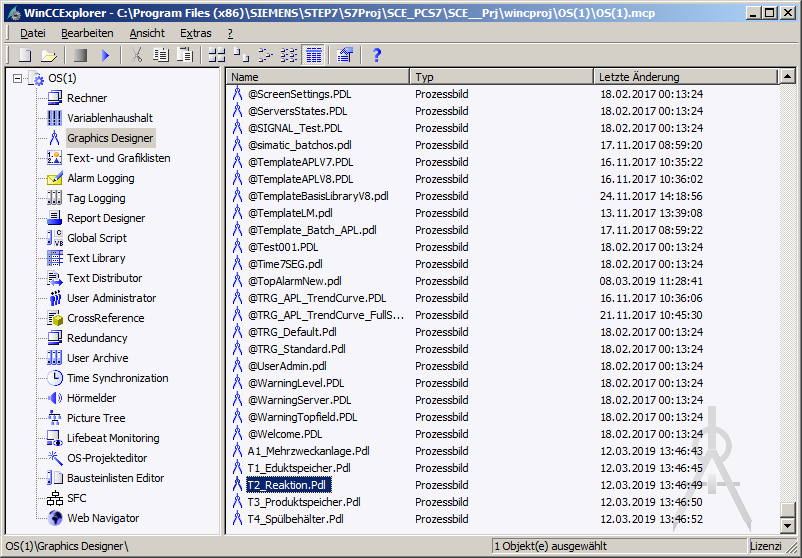 WinCCExplorer - C:\Program Files (x86)\SIEMENS\STEP7\S7Proj\SCE_PCS7\SCE__Prj\wincproj\OS(1)\OS(1).mcp
Datei Bearbeiten Ansicht Extras ?
OS(1)
Rechner
Variablenhaushalt
Graphics Designer
Text- und Grafiklisten
Alarm Logging
Tag Logging
Report Designer
Global Script
Text Library
Text Distributor
User Administrator
CrossReference
Redundancy
User Archive
Time Synchronization
Hörmelder
Picture Tree
Lifebeat Monitoring
OS-Projekteditor
Bausteinlisten Editor
SFC
Web Navigator
Name Typ Letzte Änderung
@ScreenSettings.PDL Prozessbild 18.02.2017 00:13:24
@ServersStates.PDL Prozessbild 18.02.2017 00:13:24
@SIGNAL_Test.PDL Prozessbild 18.02.2017 00:13:24
@simatic_batchos.pdl Prozessbild 17.11.2017 08:59:20
@TemplateAPLV7.PDL Prozessbild 16.11.2017 10:35:22
@TemplateAPLV8.PDL Prozessbild 16.11.2017 10:36:02
@TemplateBasisLibraryV8.pdl Prozessbild 24.11.2017 14:18:56
@TemplateLM.pdl Prozessbild 13.11.2017 13:39:08
@Template_Batch_APL.pdl Prozessbild 17.11.2017 08:59:22
@Test001.PDL Prozessbild 18.02.2017 00:13:24
@Time7SEG.pdl Prozessbild 18.02.2017 00:13:24
@TopAlarmNew.pdl Prozessbild 08.03.2019 11:28:41
@TRG_APL_TrendCurve.PDL Prozessbild 16.11.2017 10:36:06
@TRG_APL_TrendCurve_FullS... Prozessbild 21.11.2017 10:45:30
@TRG_Default.Pdl Prozessbild 18.02.2017 00:13:24
@TRG_Standard.Pdl Prozessbild 18.02.2017 00:13:24
@UserAdmin.pdl Prozessbild 18.02.2017 00:13:24
@WarningLevel.PDL Prozessbild 18.02.2017 00:13:24
@WarningServer.PDL Prozessbild 18.02.2017 00:13:24
@WarningTopfield.PDL Prozessbild 18.02.2017 00:13:24
@Welcome.PDL Prozessbild 18.02.2017 00:13:24
A1_Mehrzweckanlage.Pdl Prozessbild 12.03.2019 13:46:43
T1_Eduktspeicher.Pdl Prozessbild 12.03.2019 13:46:45
T2_Reaktion.Pdl Prozessbild 12.03.2019 13:46:49
T3_Produktspeicher.Pdl Prozessbild 12.03.2019 13:46:50
T4_Spülbehälter.Pdl Prozessbild 12.03.2019 13:46:52
OS(1)\Graphics Designer\ 1 Objekt(e) ausgewählt Lizenzi